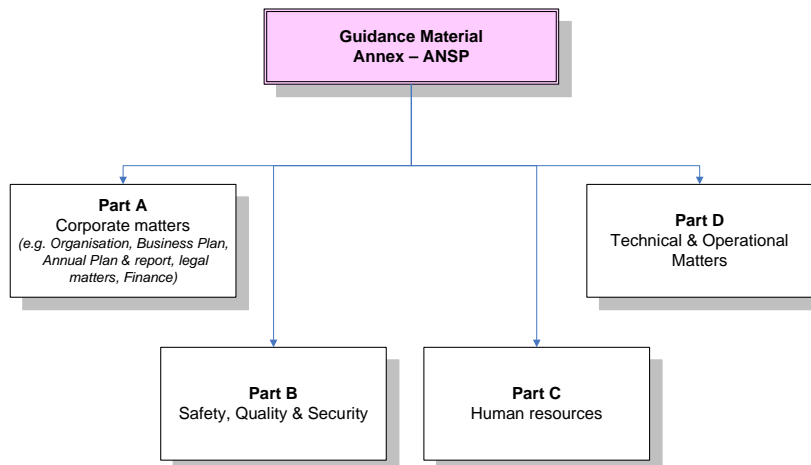 Guidance Material
Annex – ANSP
Part A
Corporate matters
(e.g. Organisation, Business Plan,
Annual Plan & report, legal
matters, Finance)
Part D
Technical & Operational
Matters
Part B
Safety, Quality & Security
Part C
Human resources